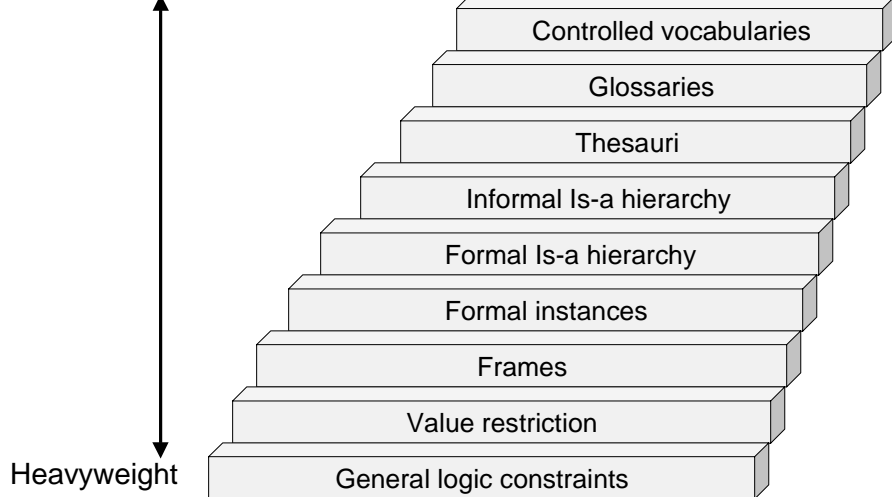 Controlled vocabularies
Glossaries
Thesauri
Informal Is-a hierarchy
Formal Is-a hierarchy
Formal instances
Frames
Value restriction
Heavyweight
General logic constraints